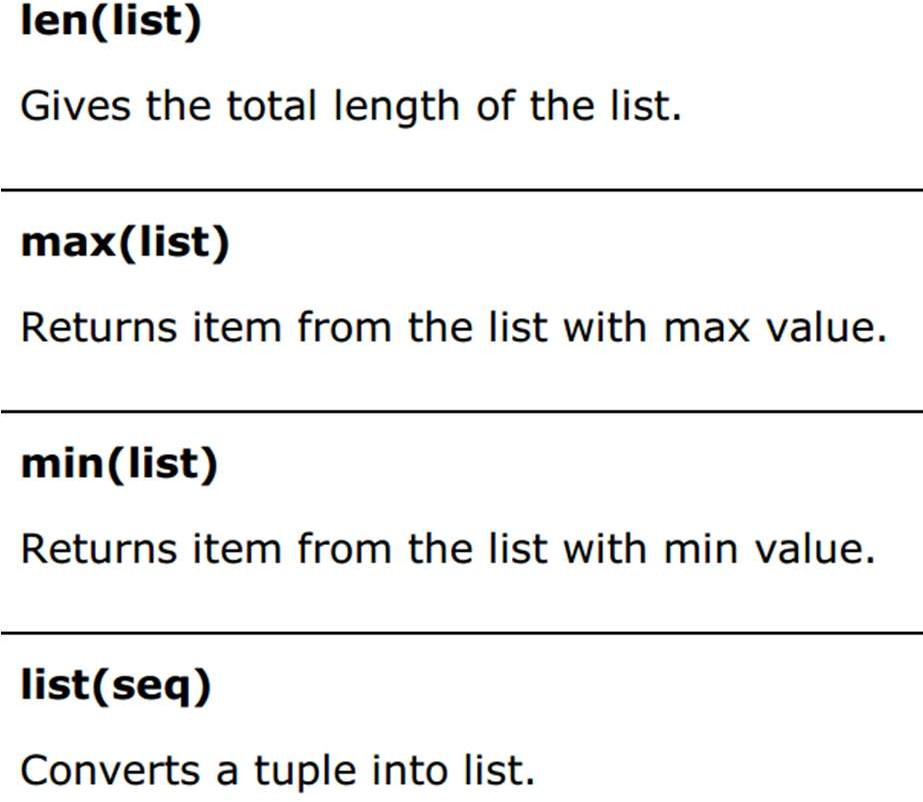 len(list)
Gives the total length of the list.
max(list)
Returns item from the list with max value.
min(list)
Returns item from the list with min value.
list(seq)
Converts a tuple into list.